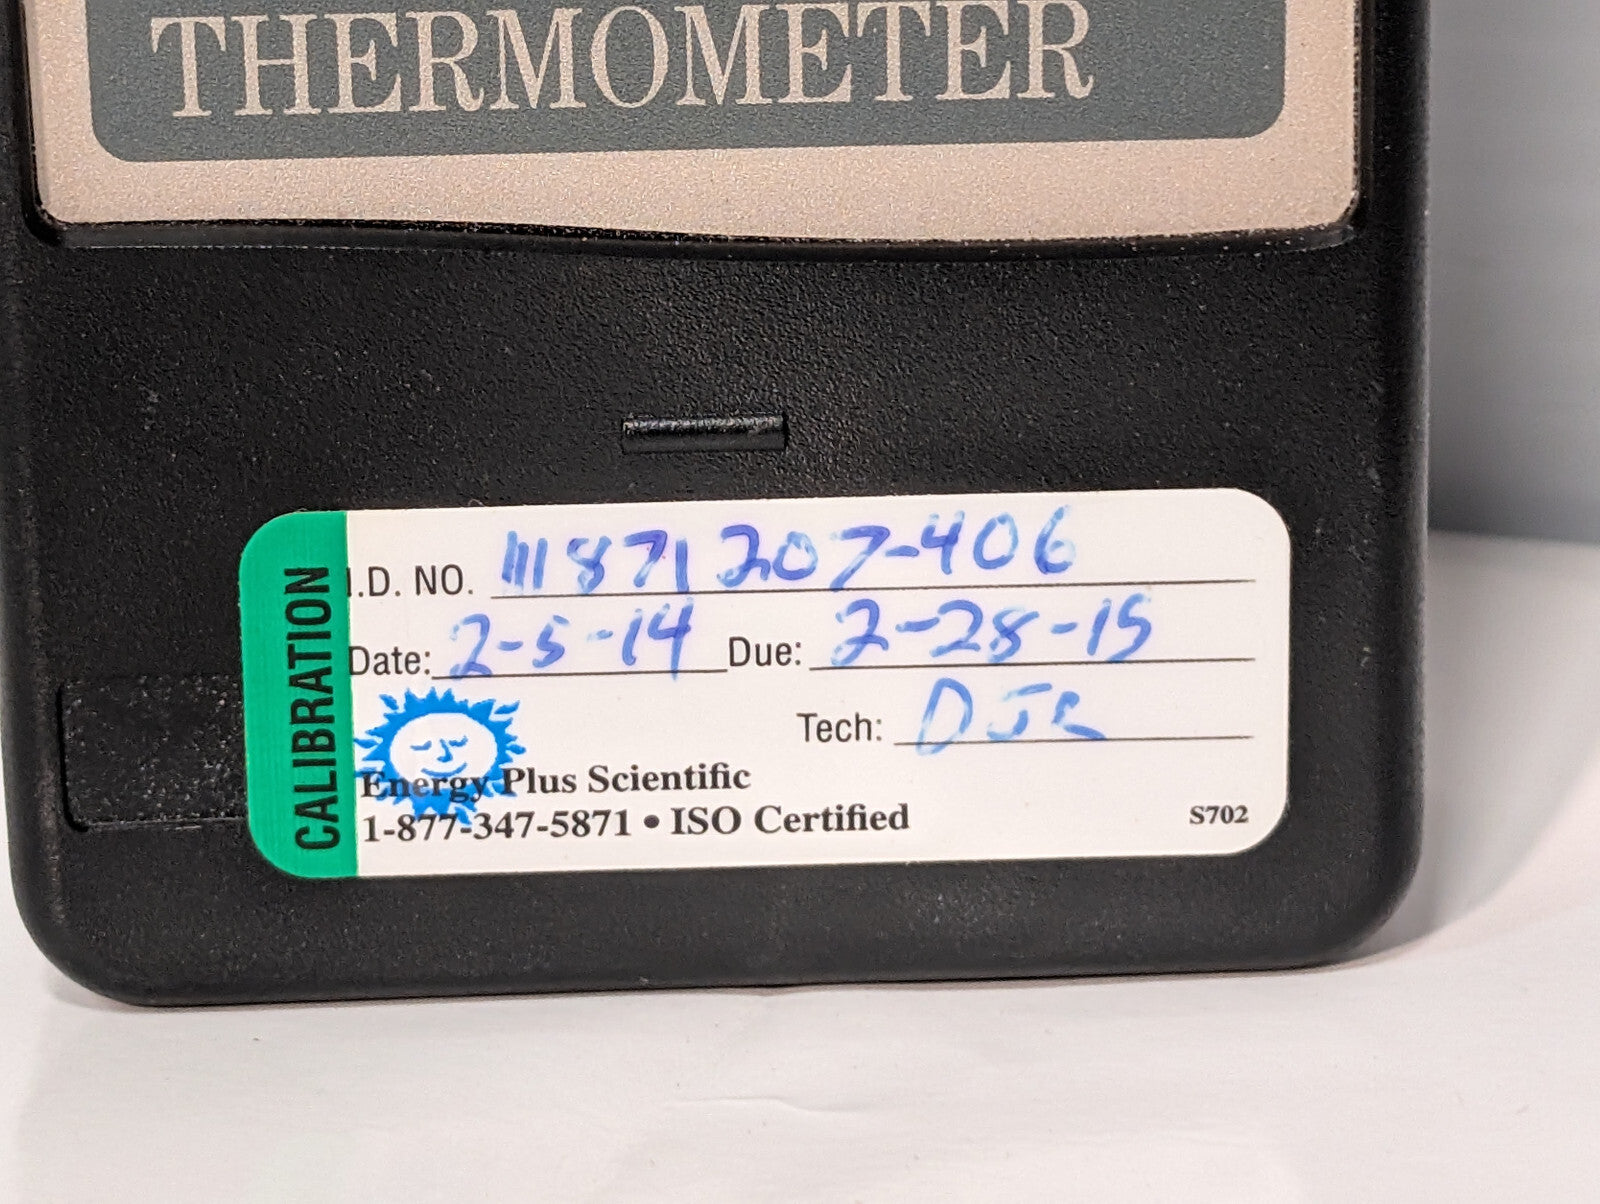 THERMOMETER
CALIBRATION
I.D. NO. 111871207-406
Date: 2-5-14 Due: 2-28-15
Tech: DJR
Energy Plus Scientific
1-877-347-5871 • ISO Certified S702